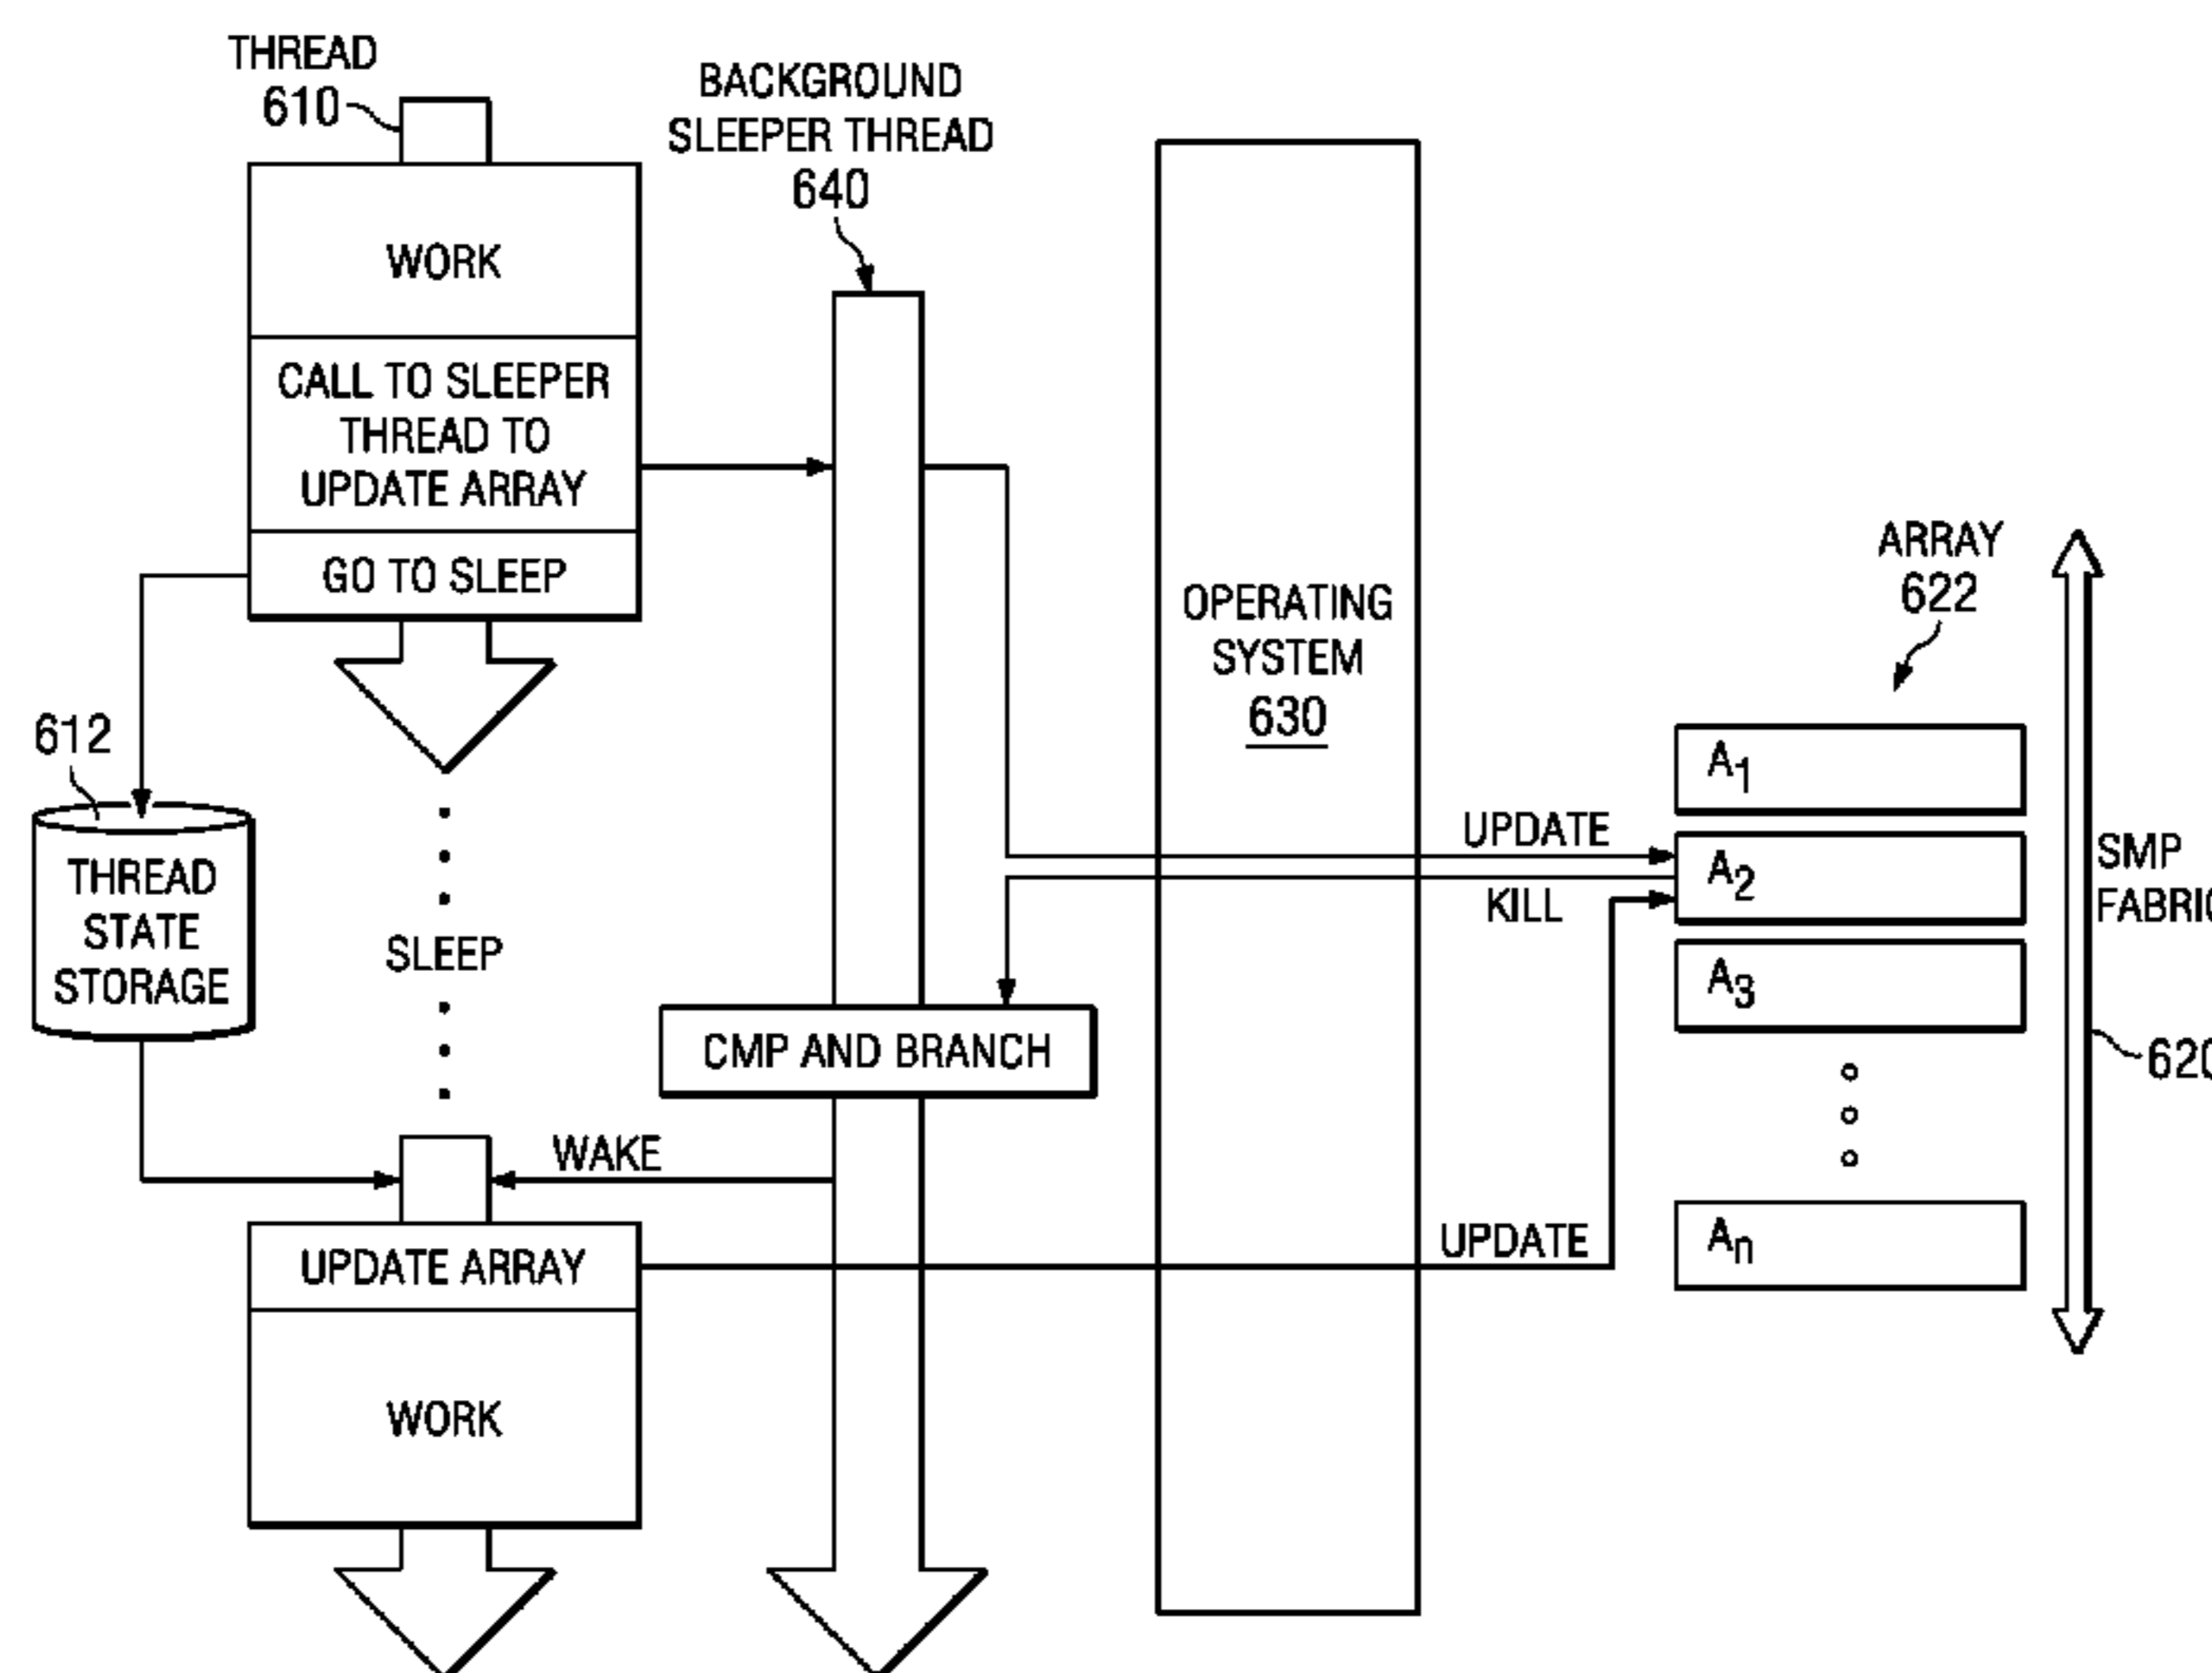 THREAD
610
BACKGROUND
SLEEPER THREAD
640
WORK
CALL TO SLEEPER
THREAD TO
UPDATE ARRAY
GO TO SLEEP
612
THREAD
STATE
STORAGE
SLEEP
CMP AND BRANCH
WAKE
UPDATE ARRAY
WORK
OPERATING
SYSTEM
630
UPDATE
KILL
UPDATE
ARRAY
622
A1
A2
A3
An
SMP
FABRIC
620